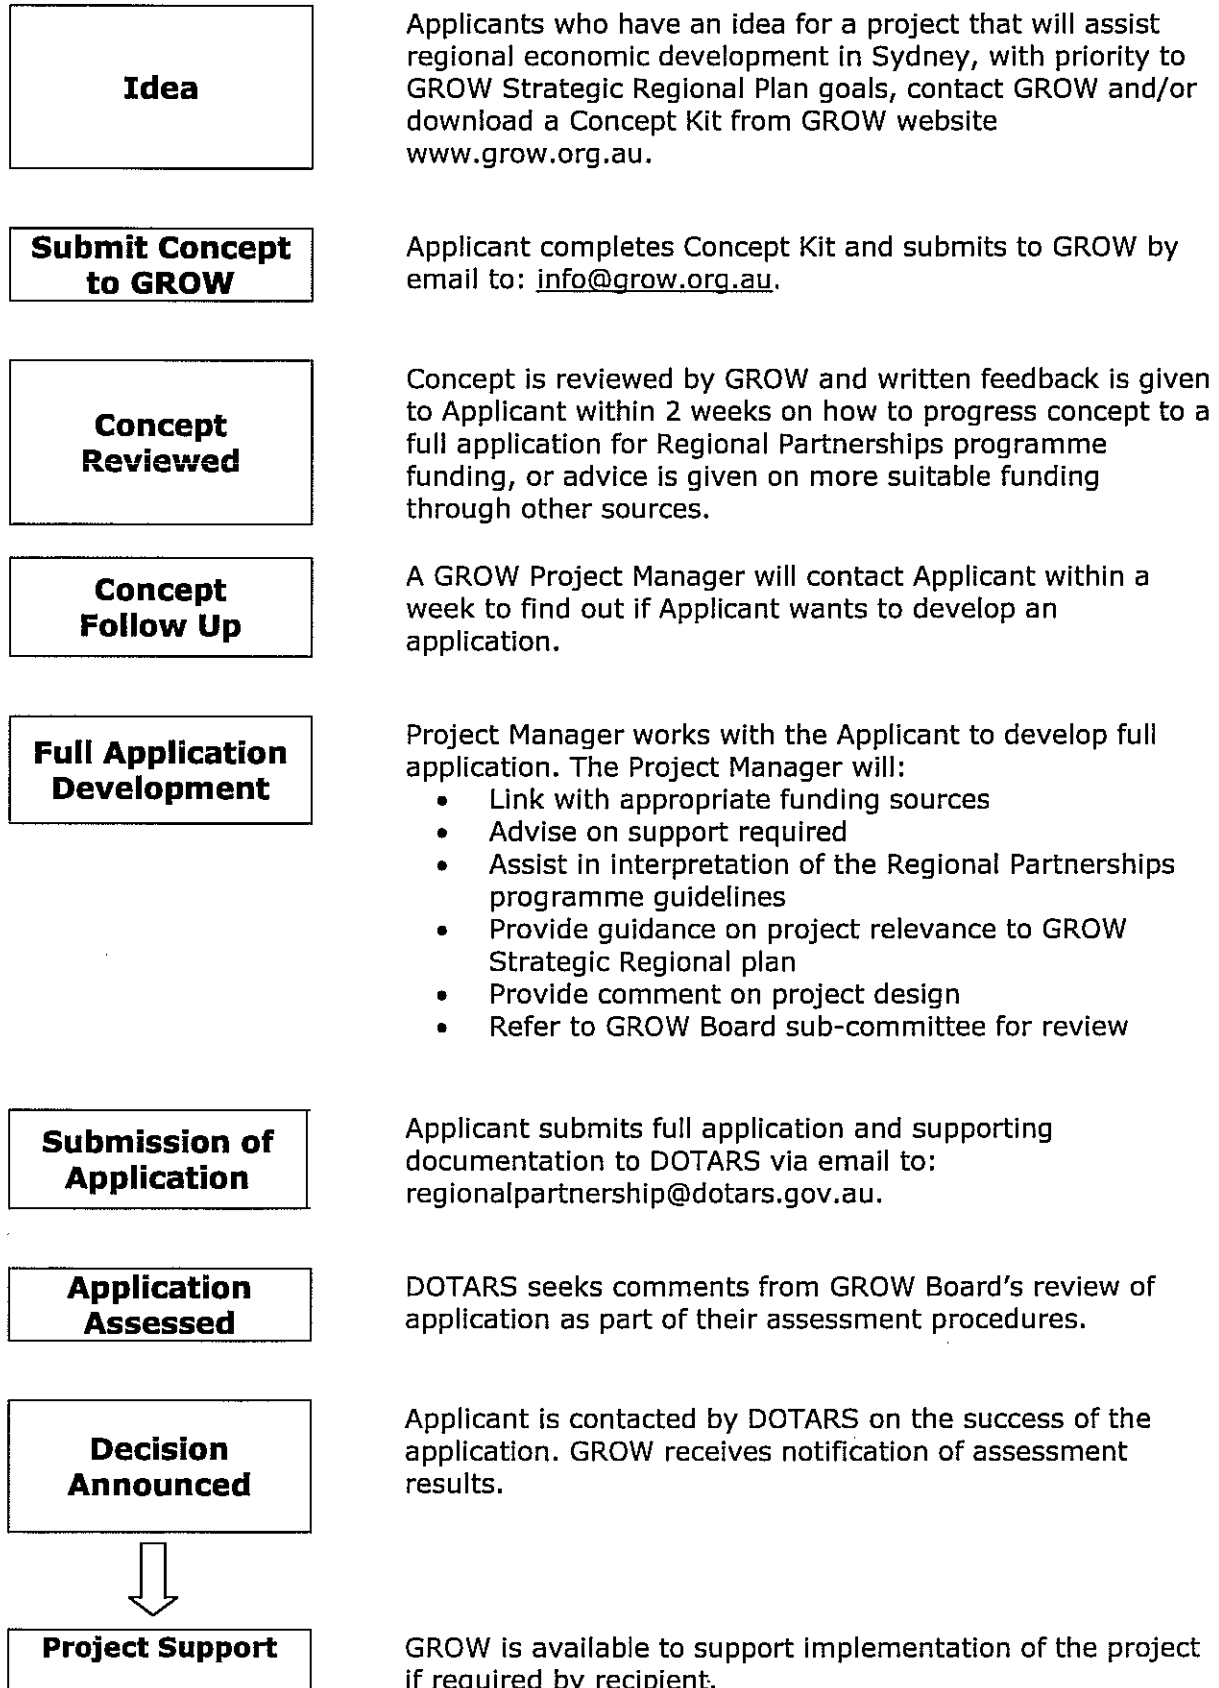 Idea
Applicants who have an idea for a project that will assist
regional economic development in Sydney, with priority to
GROW Strategic Regional Plan goals, contact GROW and/or
download a Concept Kit from GROW website
www.grow.org.au.
Submit Concept
to GROW
Applicant completes Concept Kit and submits to GROW by
email to: info@grow.org.au.
Concept
Reviewed
Concept is reviewed by GROW and written feedback is given
to Applicant within 2 weeks on how to progress concept to a
full application for Regional Partnerships programme
funding, or advice is given on more suitable funding
through other sources.
Concept
Follow Up
A GROW Project Manager will contact Applicant within a
week to find out if Applicant wants to develop an
application.
Full Application
Development
Project Manager works with the Applicant to develop full
application. The Project Manager will:
• Link with appropriate funding sources
• Advise on support required
• Assist in interpretation of the Regional Partnerships
programme guidelines
• Provide guidance on project relevance to GROW
Strategic Regional plan
• Provide comment on project design
• Refer to GROW Board sub-committee for review
Submission of
Application
Applicant submits full application and supporting
documentation to DOTARS via email to:
regionalpartnership@dotars.gov.au.
Application
Assessed
DOTARS seeks comments from GROW Board's review of
application as part of their assessment procedures.
Decision
Announced
Applicant is contacted by DOTARS on the success of the
application. GROW receives notification of assessment
results.
Project Support
GROW is available to support implementation of the project
if required by recipient.